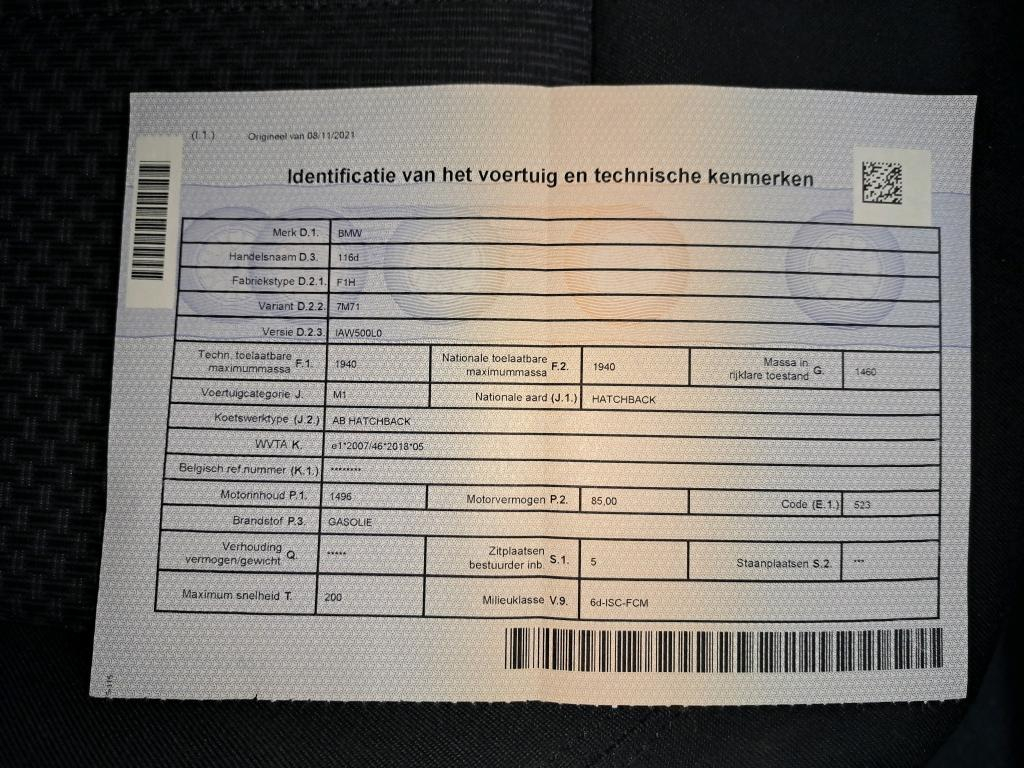 (I.1.) Origineel van 08/11/2021
Identificatie van het voertuig en technische kenmerken
Merk D.1. BMW
Handelsnaam D.3. 116d
Fabriekstype D.2.1. F1H
Variant D.2.2. 7M71
Versie D.2.3. IAW500L0
Techn. toelaatbare maximummassa F.1. 1940 Nationale toelaatbare maximummassa F.2. 1940 Massa in rijklare toestand G. 1460
Voertuigcategorie J. M1 Nationale aard (J.1.) HATCHBACK
Koetswerktype (J.2.) AB HATCHBACK
WVTA K. e1*2007/46*2018*05
Belgisch ref.nummer (K.1.) ********
Motorinhoud P.1. 1496 Motorvermogen P.2. 85,00 Code (E.1.) 523
Brandstof P.3. GASOLIE
Verhouding vermogen/gewicht Q. ***** Zitplaatsen bestuurder inb. S.1. 5 Staanplaatsen S.2. ***
Maximum snelheid T. 200 Milieuklasse V.9. 6d-ISC-FCM